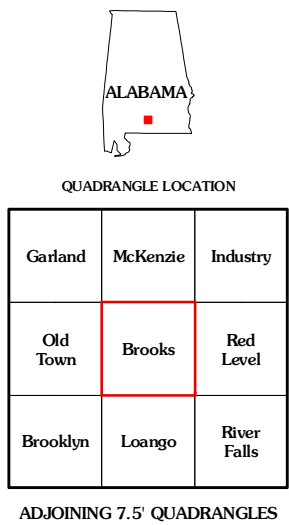 ALABAMA
QUADRANGLE LOCATION
Garland
McKenzie
Industry
Old
Town
Brooks
Red
Level
Brooklyn
Loango
River
Falls
ADJOINING 7.5' QUADRANGLES